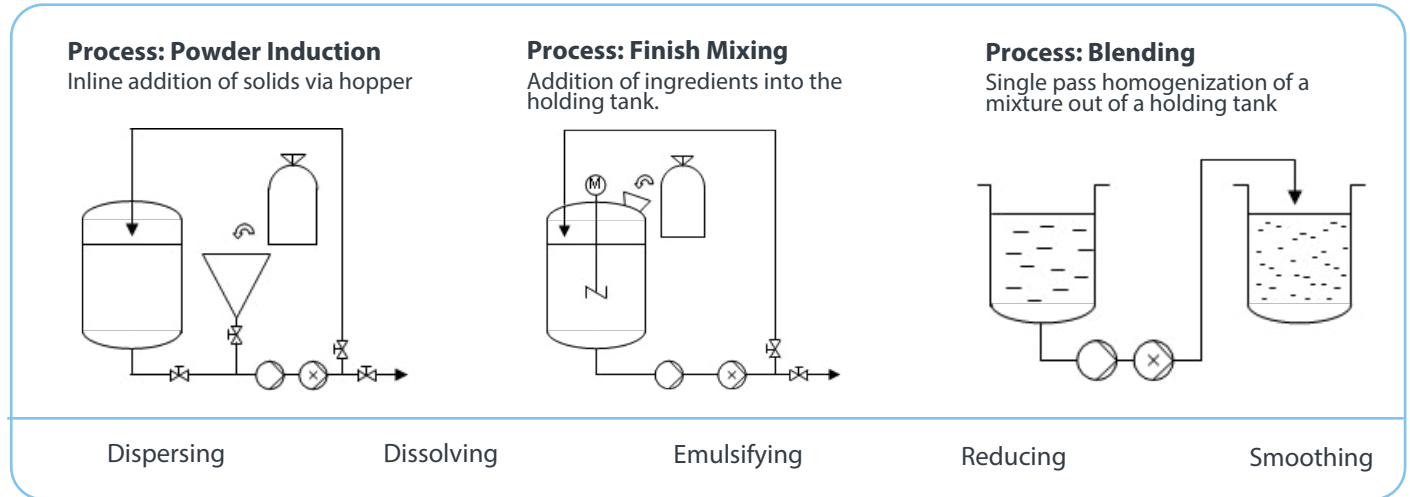 Process: Powder Induction
Inline addition of solids via hopper
Process: Finish Mixing
Addition of ingredients into the
holding tank.
M
Process: Blending
Single pass homogenization of a
mixture out of a holding tank
Dispersing
Dissolving
Emulsifying
Reducing
Smoothing